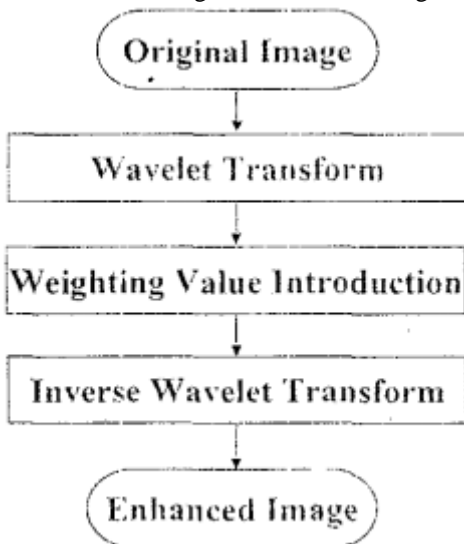 Original Image
Wavelet Transform
Weighting Value Introduction
Inverse Wavelet Transform
Enhanced Image